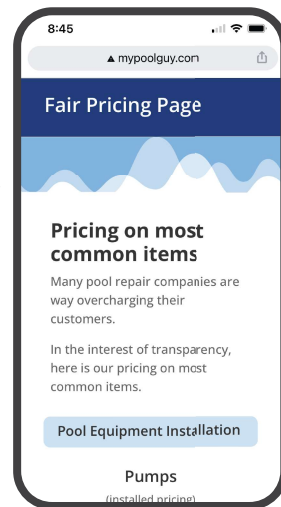 8:45
▲ mypoolguy.com
Fair Pricing Page
Pricing on most
common items
Many pool repair companies are
way overcharging their
customers.
In the interest of transparency,
here is our pricing on most
common items.
Pool Equipment Installation
Pumps
(installed pricing)